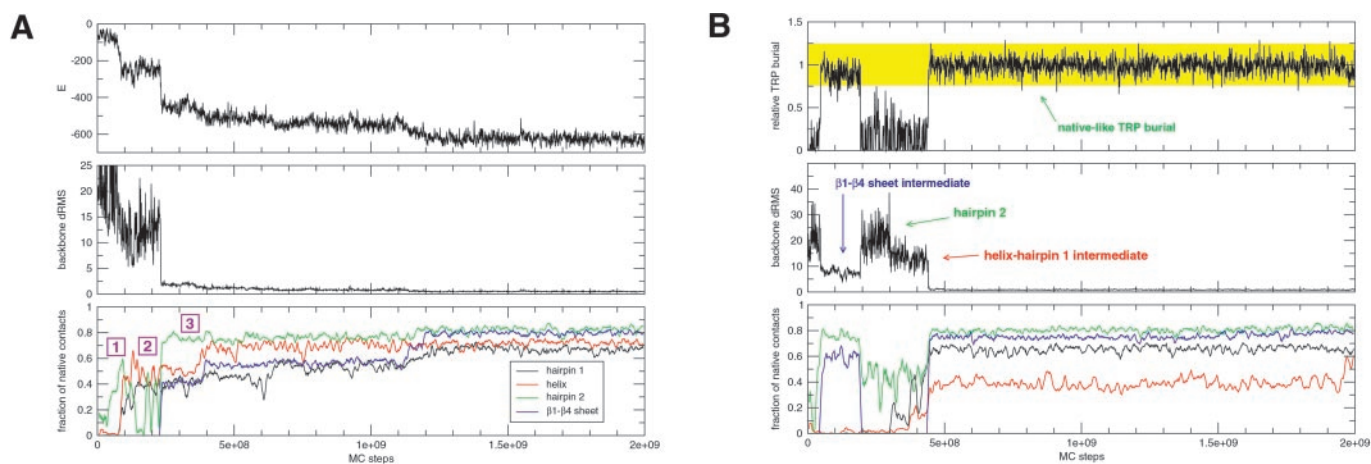 A
0
-200
-400
-600
E
25
20
15
10
5
0
backbone dRMS
1
0.8
0.6
0.4
0.2
0
fraction of native contacts
1
2
3
hairpin 1
helix
hairpin 2
β1-β4 sheet
0 5e+08 1e+09 1.5e+09 2e+09
MC steps
B
1.5
1
0.5
0
relative TRP burial
native-like TRP burial
50
40
30
20
10
0
backbone dRMS
β1-β4 sheet intermediate
hairpin 2
helix-hairpin 1 intermediate
1
0.8
0.6
0.4
0.2
0
fraction of native contacts
0 5e+08 1e+09 1.5e+09 2e+09
MC steps